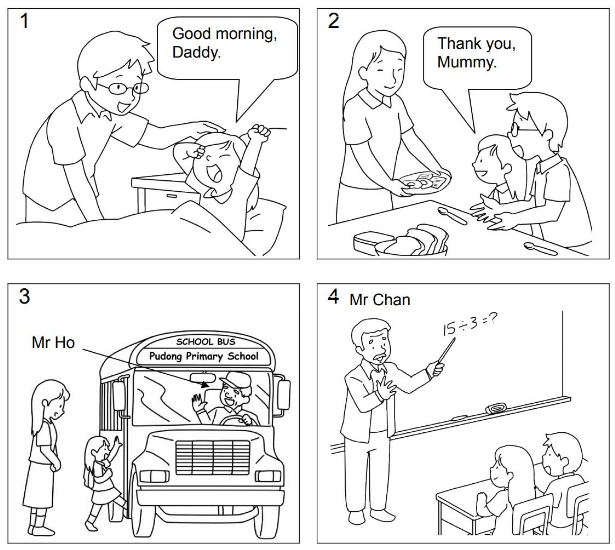 1
Good morning,
Daddy.
2
Thank you,
Mummy.
3
Mr Ho
SCHOOL BUS
Pudong Primary School
4 Mr Chan
15÷3=?